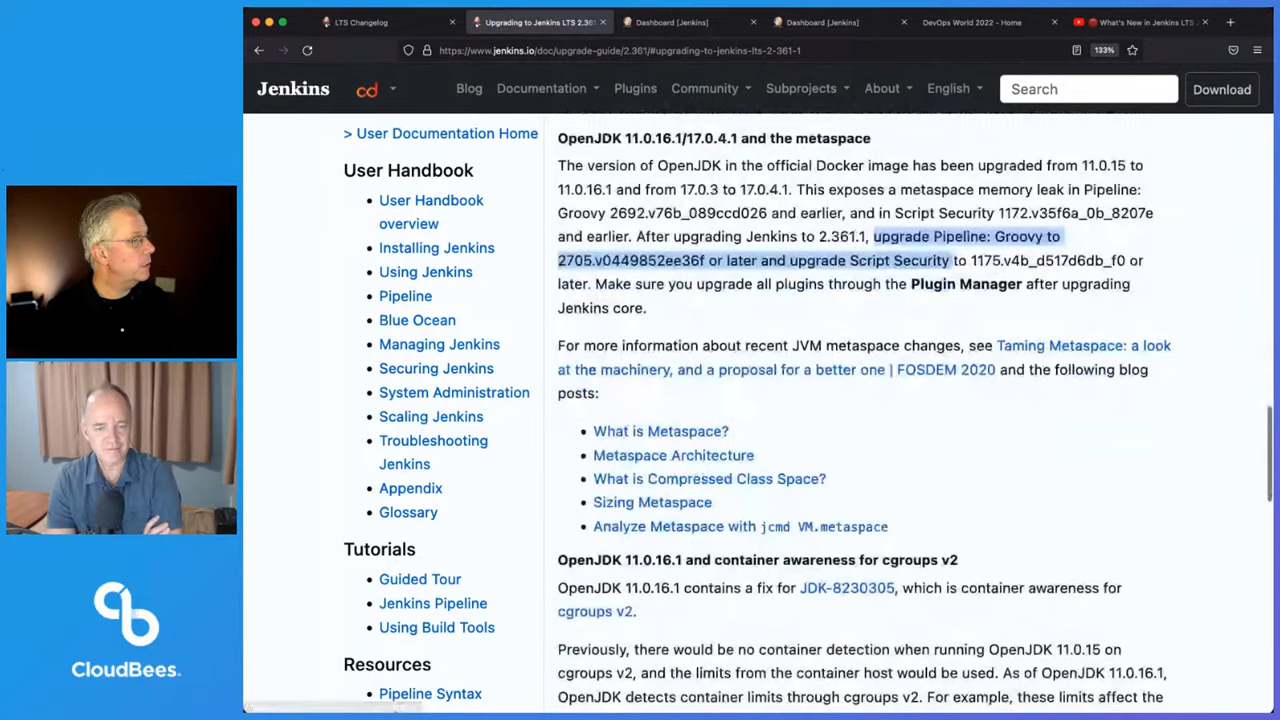 LTS Changelog
Upgrading to Jenkins LTS 2.361
Dashboard [Jenkins]
Dashboard [Jenkins]
DevOps World 2022 - Home
What's New in Jenkins LTS
https://www.jenkins.io/doc/upgrade-guide/2.361/#upgrading-to-jenkins-lts-2-361-1
133%
Jenkins
cd
Blog
Documentation
Plugins
Community
Subprojects
About
English
Search
Download
> User Documentation Home
User Handbook
User Handbook
overview
Installing Jenkins
Using Jenkins
Pipeline
Blue Ocean
Managing Jenkins
Securing Jenkins
System Administration
Scaling Jenkins
Troubleshooting
Jenkins
Appendix
Glossary
Tutorials
Guided Tour
Jenkins Pipeline
Using Build Tools
Resources
Pipeline Syntax
OpenJDK 11.0.16.1/17.0.4.1 and the metaspace
The version of OpenJDK in the official Docker image has been upgraded from 11.0.15 to
11.0.16.1 and from 17.0.3 to 17.0.4.1. This exposes a metaspace memory leak in Pipeline:
Groovy 2692.v76b_089ccd026 and earlier, and in Script Security 1172.v35f6a_0b_8207e
and earlier. After upgrading Jenkins to 2.361.1, upgrade Pipeline: Groovy to
2705.v0449852ee36f or later and upgrade Script Security to 1175.v4b_d517d6db_f0 or
later. Make sure you upgrade all plugins through the Plugin Manager after upgrading
Jenkins core.
For more information about recent JVM metaspace changes, see Taming Metaspace: a look
at the machinery, and a proposal for a better one | FOSDEM 2020 and the following blog
posts:
What is Metaspace?
Metaspace Architecture
What is Compressed Class Space?
Sizing Metaspace
Analyze Metaspace with jcmd VM.metaspace
OpenJDK 11.0.16.1 and container awareness for cgroups v2
OpenJDK 11.0.16.1 contains a fix for JDK-8230305, which is container awareness for
cgroups v2.
Previously, there would be no container detection when running OpenJDK 11.0.15 on
cgroups v2, and the limits from the container host would be used. As of OpenJDK 11.0.16.1,
OpenJDK detects container limits through cgroups v2. For example, these limits affect the
CloudBees.